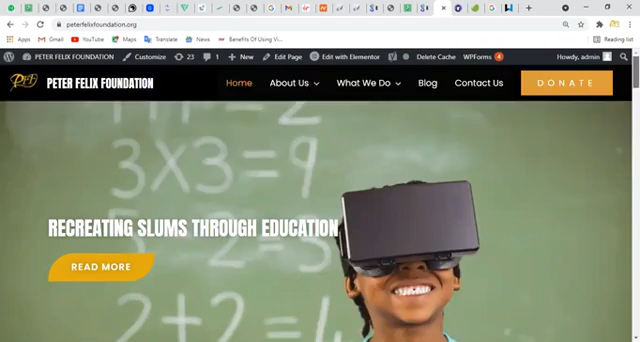 peterfelixfoundation.org
Apps Gmail YouTube Maps Translate News Benefits Of Using Vi... Reading list
PETER FELIX FOUNDATION Customize 23 1 New Edit Page Edit with Elementor Delete Cache WPForms 4 Howdy, admin
PFF PETER FELIX FOUNDATION Home About Us What We Do Blog Contact Us DONATE
3X3=9
RECREATING SLUMS THROUGH EDUCATION
READ MORE
2+2=4